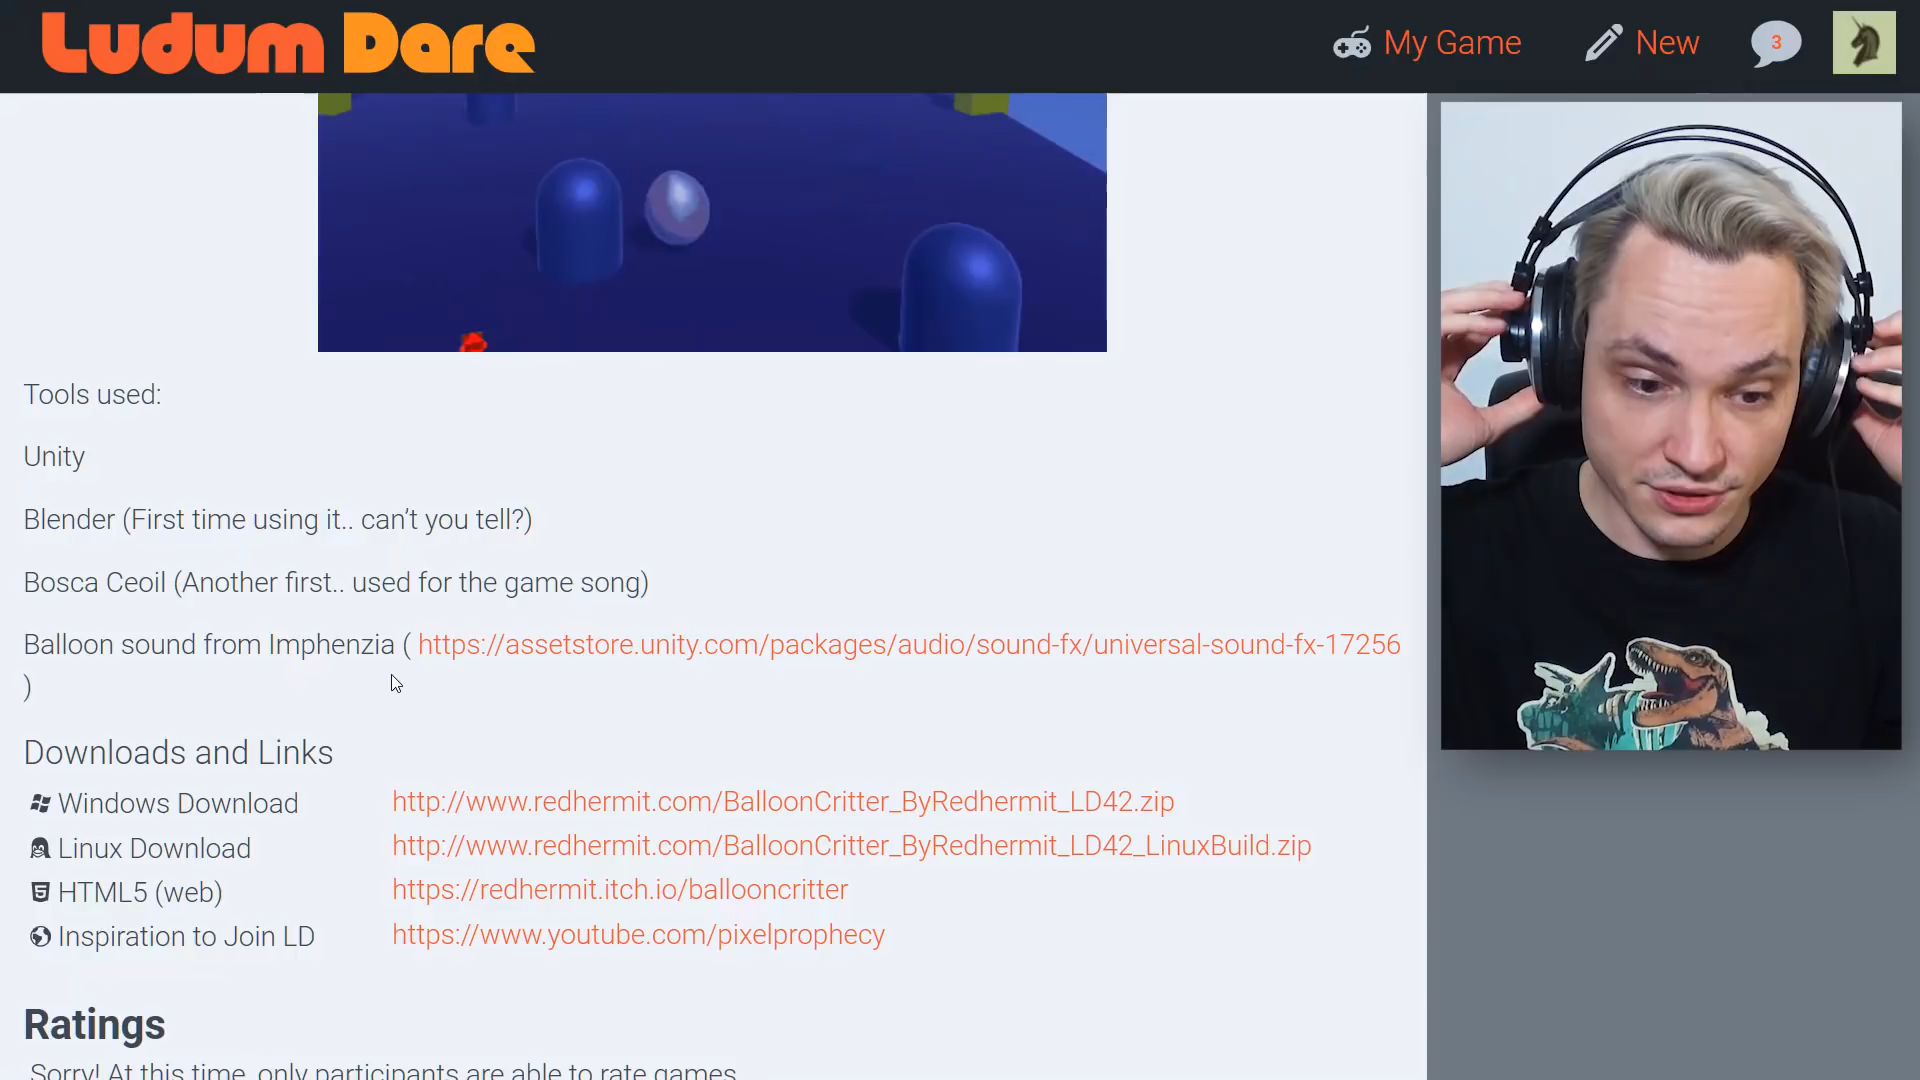 Ludum Dare
My Game
New
3
Tools used:
Unity
Blender (First time using it.. can’t you tell?)
Bosca Ceoil (Another first.. used for the game song)
Balloon sound from Imphenzia ( https://assetstore.unity.com/packages/audio/sound-fx/universal-sound-fx-17256
)
Downloads and Links
Windows Download http://www.redhermit.com/BalloonCritter_ByRedhermit_LD42.zip
Linux Download http://www.redhermit.com/BalloonCritter_ByRedhermit_LD42_LinuxBuild.zip
HTML5 (web) https://redhermit.itch.io/ballooncritter
Inspiration to Join LD https://www.youtube.com/pixelprophecy
Ratings
Sorry! At this time, only participants are able to rate games.